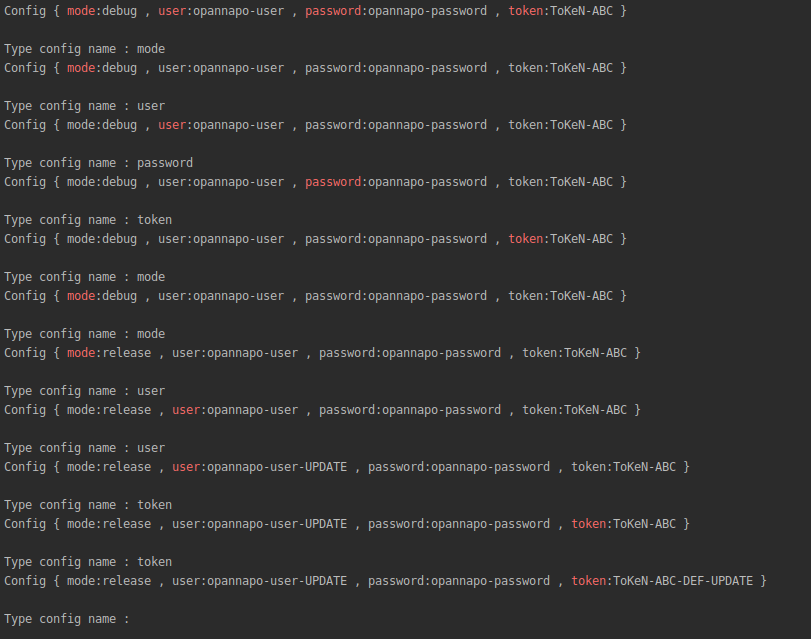 Config { mode:debug , user:opannapo-user , password:opannapo-password , token:ToKeN-ABC }
Type config name : mode
Config { mode:debug , user:opannapo-user , password:opannapo-password , token:ToKeN-ABC }
Type config name : user
Config { mode:debug , user:opannapo-user , password:opannapo-password , token:ToKeN-ABC }
Type config name : password
Config { mode:debug , user:opannapo-user , password:opannapo-password , token:ToKeN-ABC }
Type config name : token
Config { mode:debug , user:opannapo-user , password:opannapo-password , token:ToKeN-ABC }
Type config name : mode
Config { mode:debug , user:opannapo-user , password:opannapo-password , token:ToKeN-ABC }
Type config name : mode
Config { mode:release , user:opannapo-user , password:opannapo-password , token:ToKeN-ABC }
Type config name : user
Config { mode:release , user:opannapo-user , password:opannapo-password , token:ToKeN-ABC }
Type config name : user
Config { mode:release , user:opannapo-user-UPDATE , password:opannapo-password , token:ToKeN-ABC }
Type config name : token
Config { mode:release , user:opannapo-user-UPDATE , password:opannapo-password , token:ToKeN-ABC }
Type config name : token
Config { mode:release , user:opannapo-user-UPDATE , password:opannapo-password , token:ToKeN-ABC-DEF-UPDATE }
Type config name :